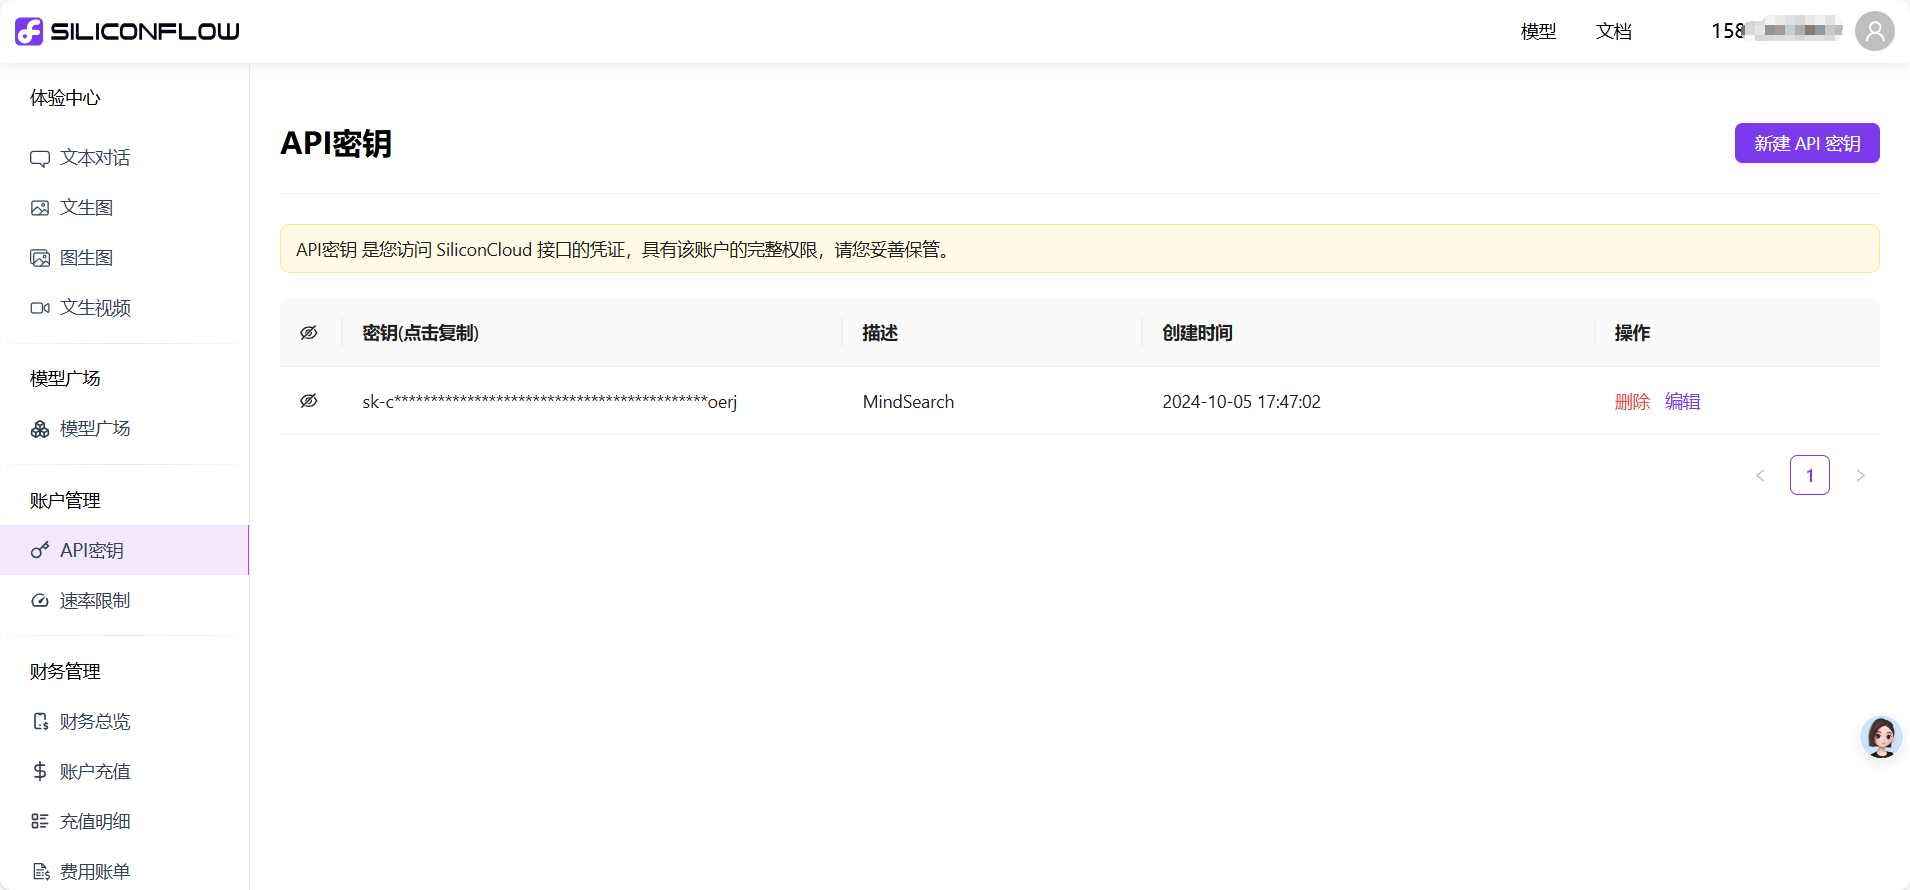 SILICONFLOW
模型 文档 158
体验中心
文本对话
文生图
图生图
文生视频
模型广场
模型广场
账户管理
API密钥
速率限制
财务管理
财务总览
账户充值
充值明细
费用账单
API密钥
新建 API 密钥
API密钥 是您访问 SiliconCloud 接口的凭证，具有该账户的完整权限，请您妥善保管。
密钥(点击复制) 描述 创建时间 操作
sk-c*******************************************oerj MindSearch 2024-10-05 17:47:02 删除 编辑
< 1 >